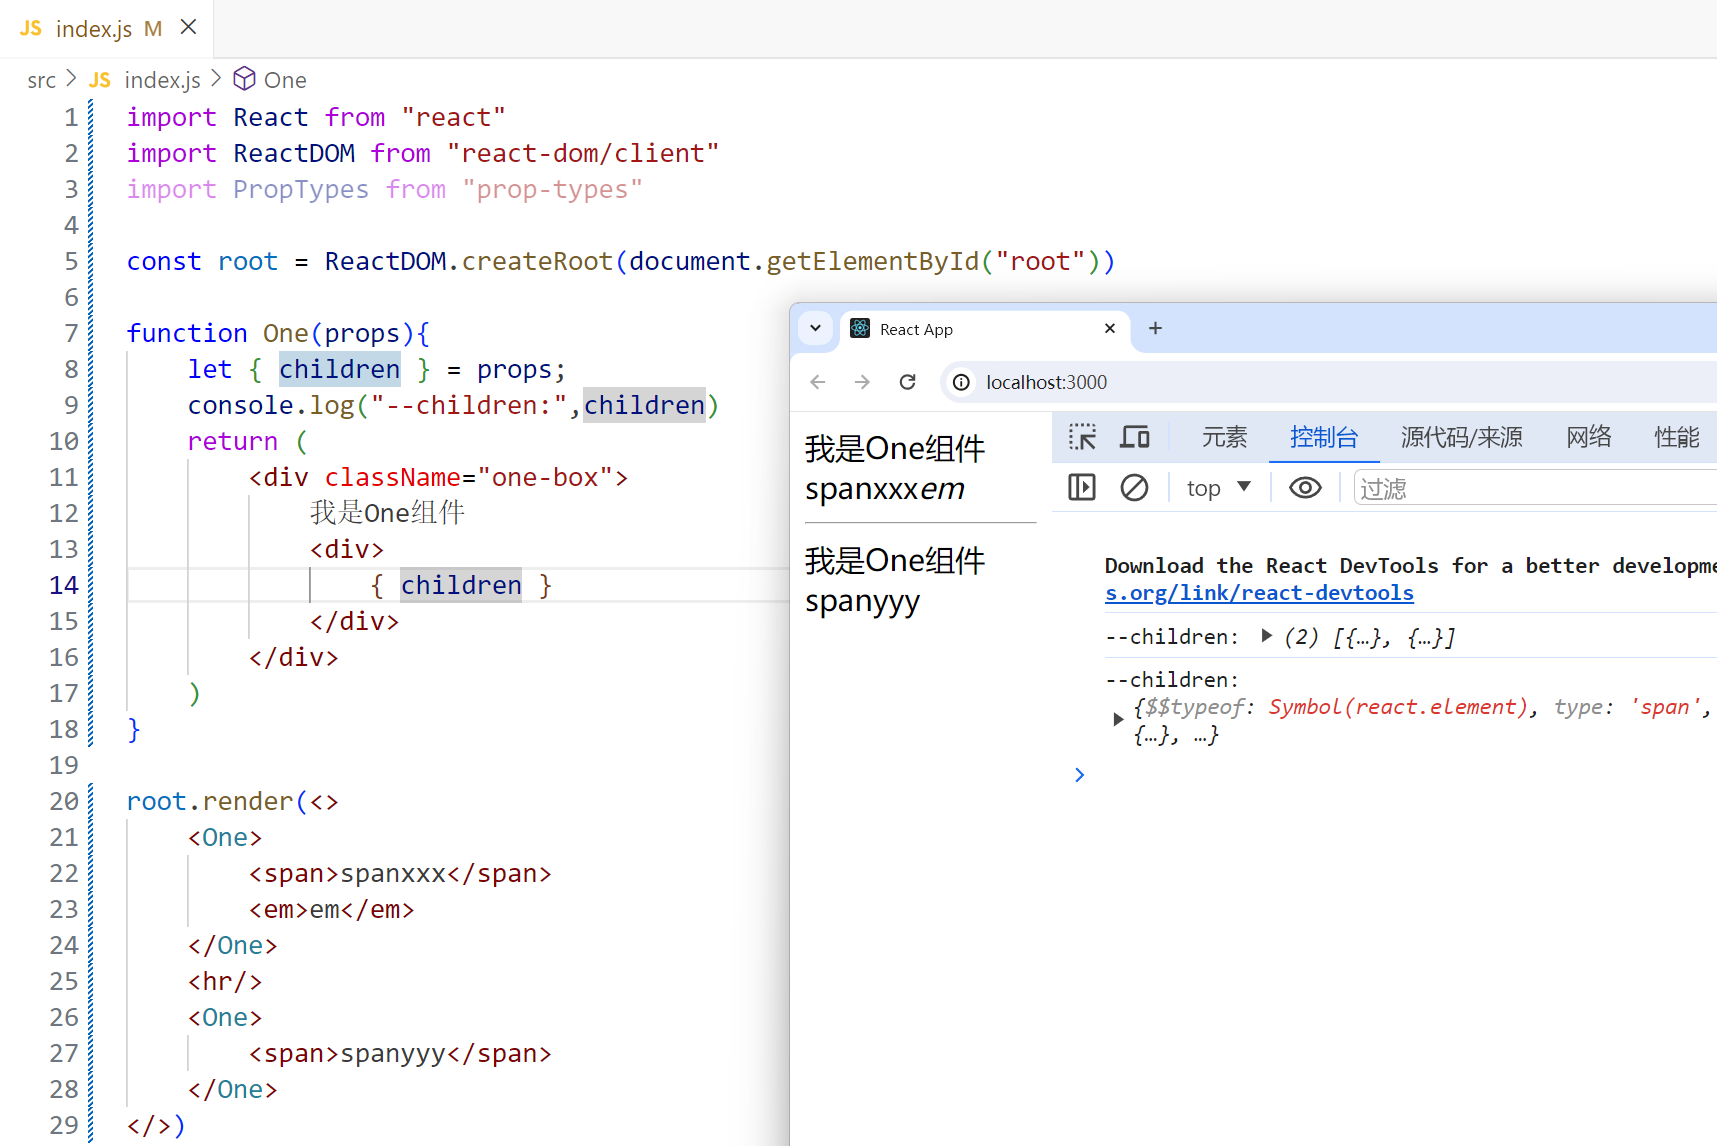 JS index.js M
src > JS index.js > One
1 import React from "react"
2 import ReactDOM from "react-dom/client"
3 import PropTypes from "prop-types"
4
5 const root = ReactDOM.createRoot(document.getElementById("root"))
6
7 function One(props){
8 let { children } = props;
9 console.log("--children:",children)
10 return (
11 <div className="one-box">
12 我是One组件
13 <div>
14 { children }
15 </div>
16 </div>
17 )
18 }
19
20 root.render(<>
21 <One>
22 <span>spanxxx</span>
23 <em>em</em>
24 </One>
25 <hr/>
26 <One>
27 <span>spanyyy</span>
28 </One>
29 </>)
React App
localhost:3000
我是One组件
spanxxxem
我是One组件
spanyyy
元素 控制台 源代码/来源 网络 性能
top 过滤
Download the React DevTools for a better developme
s.org/link/react-devtools
--children: (2) [{…}, {…}]
--children:
{$$typeof: Symbol(react.element), type: 'span',
{…}, …}